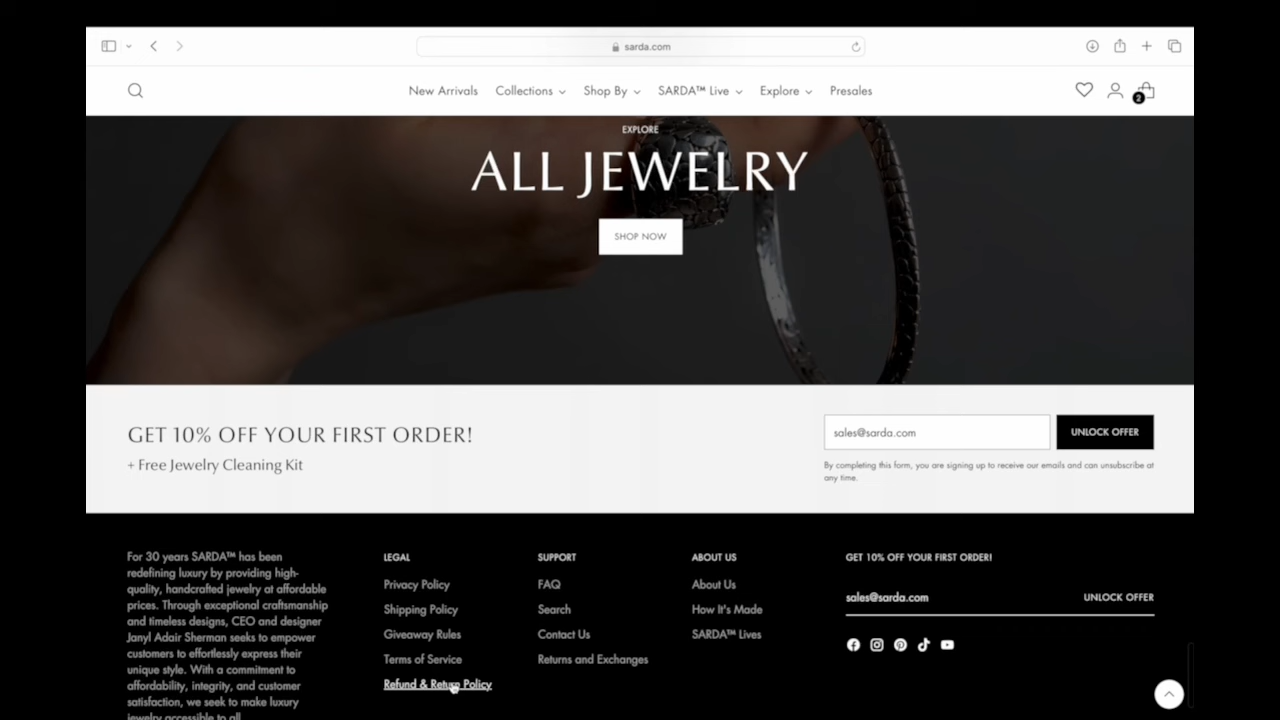 sarda.com
New Arrivals
Collections
Shop By
SARDA™ Live
Explore
Presales
2
EXPLORE
ALL JEWELRY
SHOP NOW
GET 10% OFF YOUR FIRST ORDER!
+ Free Jewelry Cleaning Kit
sales@sarda.com
UNLOCK OFFER
By completing this form, you are signing up to receive our emails and can unsubscribe at
any time.
For 30 years SARDA™ has been
redefining luxury by providing high-
quality, handcrafted jewelry at affordable
prices. Through exceptional craftsmanship
and timeless designs, CEO and designer
Janyl Adair Sherman seeks to empower
customers to effortlessly express their
unique style. With a commitment to
affordability, integrity, and customer
satisfaction, we seek to make luxury
jewelry accessible to all.
LEGAL
Privacy Policy
Shipping Policy
Giveaway Rules
Terms of Service
Refund & Return Policy
SUPPORT
FAQ
Search
Contact Us
Returns and Exchanges
ABOUT US
About Us
How It's Made
SARDA™ Lives
GET 10% OFF YOUR FIRST ORDER!
sales@sarda.com
UNLOCK OFFER